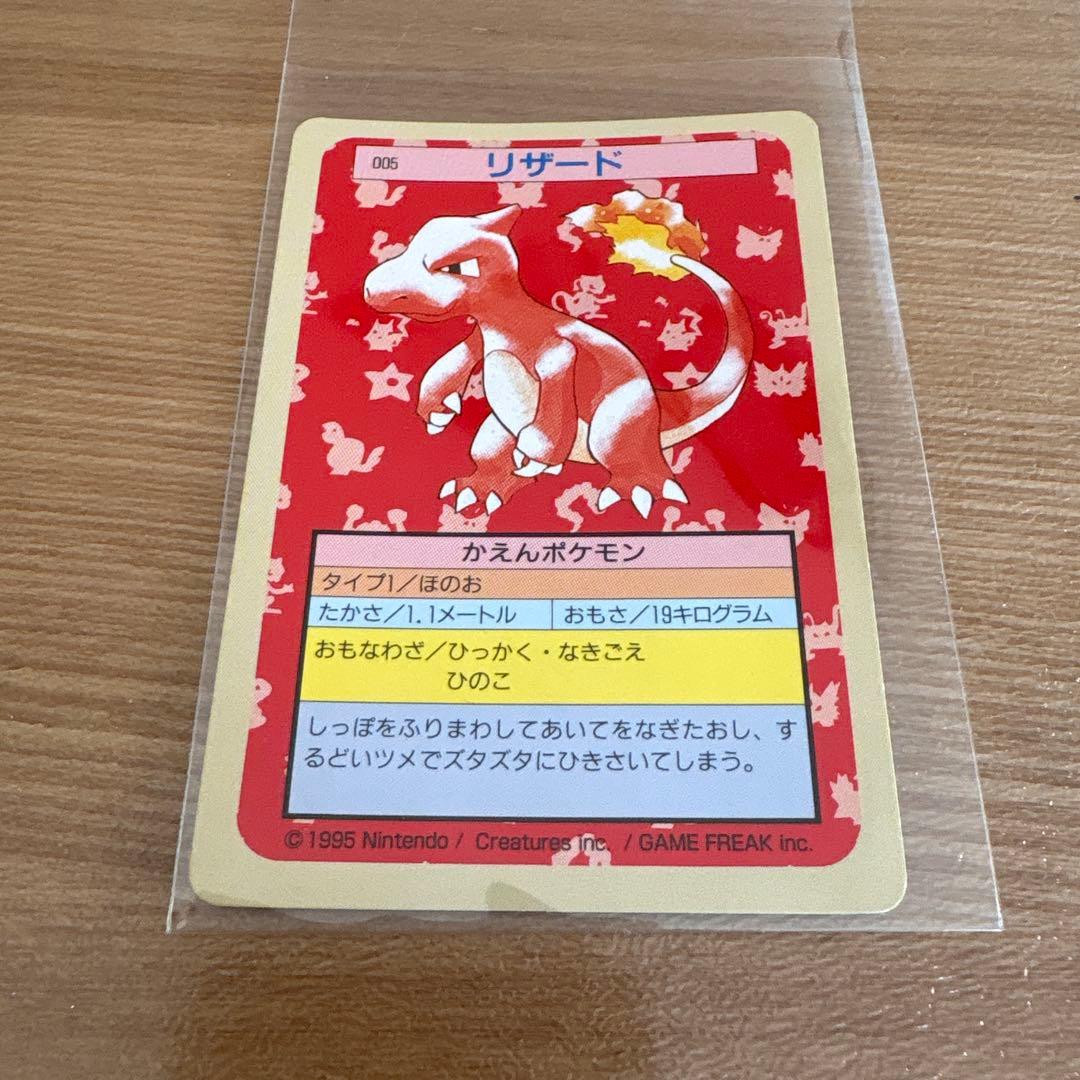 005 リザード
かえんポケモン
タイプ1/ほのお
たかさ/1.1メートル おもさ/19キログラム
おもなわざ/ひっかく・なきごえ
ひのこ
しっぽをふりまわしてあいてをなぎたおし、す
るどいツメでズタズタにひきさいてしまう。
©1995 Nintendo / Creatures inc. / GAME FREAK inc.